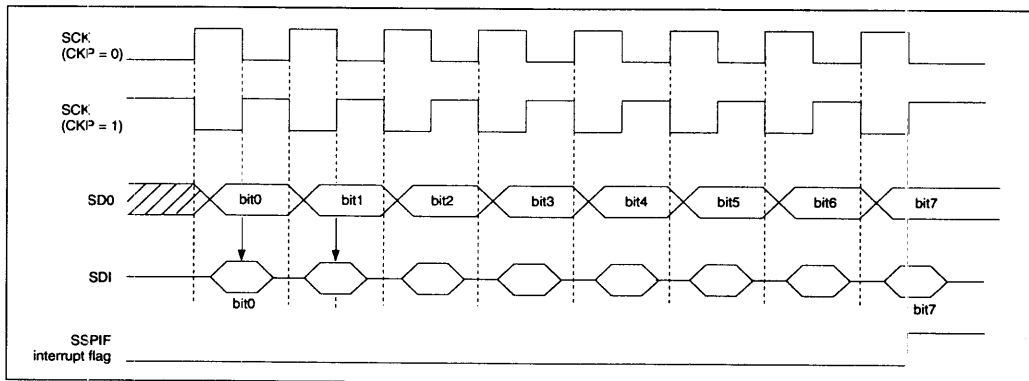 SCK
(CKP = 0)
SCK
(CKP = 1)
SD0
bit0
bit1
bit2
bit3
bit4
bit5
bit6
bit7
SDI
bit0
bit7
SSPIF
interrupt flag